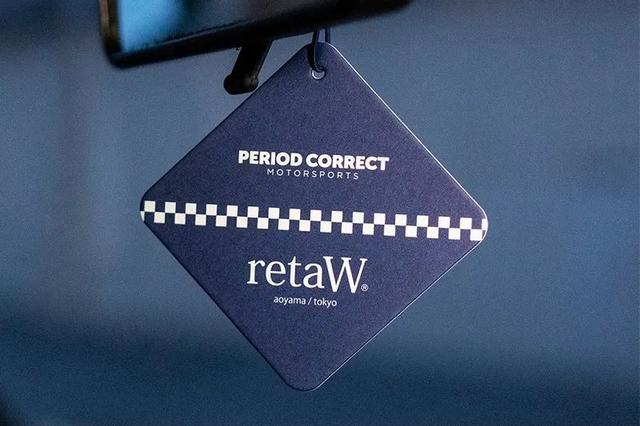 PERIOD CORRECT
MOTORSPORTS
retaW®
aoyama / tokyo